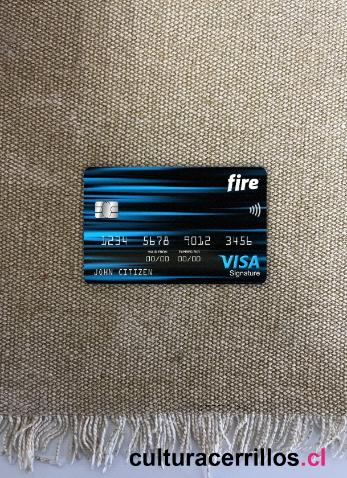 fire
1234 5678 9012 3456
00/00 00/00
JOHN CITIZEN
VISA
Signature
culturacerrillos.cl